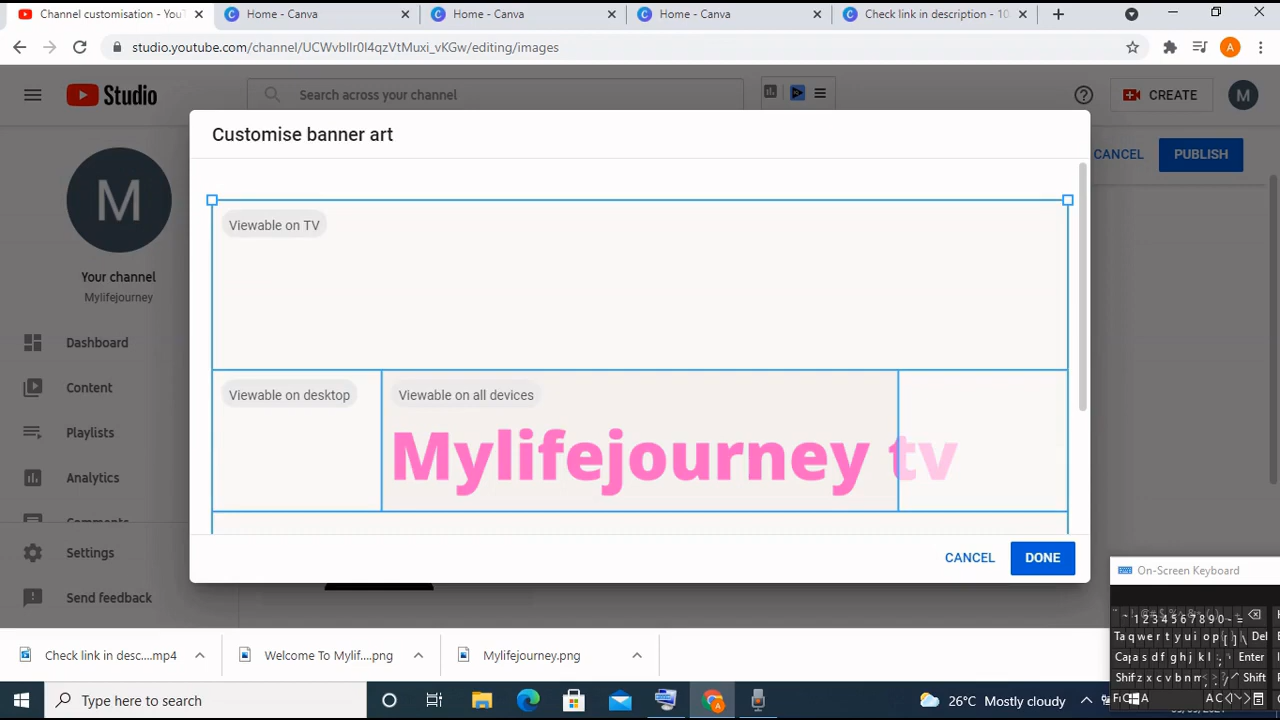 Channel customisation - YouT
Home - Canva
Home - Canva
Home - Canva
Check link in description - 10
studio.youtube.com/channel/UCWvbIlr0I4qzVtMuxi_vKGw/editing/images
A
Studio
Search across your channel
CREATE
M
Customise banner art
CANCEL
PUBLISH
M
Viewable on TV
Your channel
Mylifejourney
Dashboard
Content
Viewable on desktop
Viewable on all devices
Playlists
Mylifejourney tv
Analytics
Comments
Settings
CANCEL
DONE
On-Screen Keyboard
Send feedback
Check link in desc....mp4
Welcome To Mylif....png
Mylifejourney.png
Type here to search
26°C Mostly cloudy